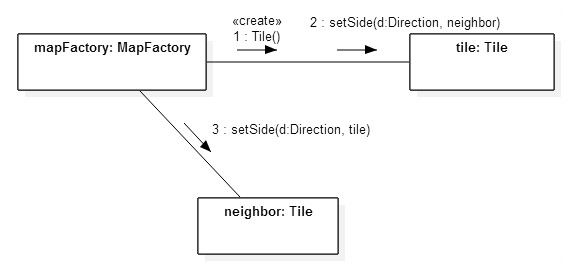 «create»
1 : Tile()
2 : setSide(d:Direction, neighbor)
mapFactory: MapFactory
tile: Tile
3 : setSide(d:Direction, tile)
neighbor: Tile